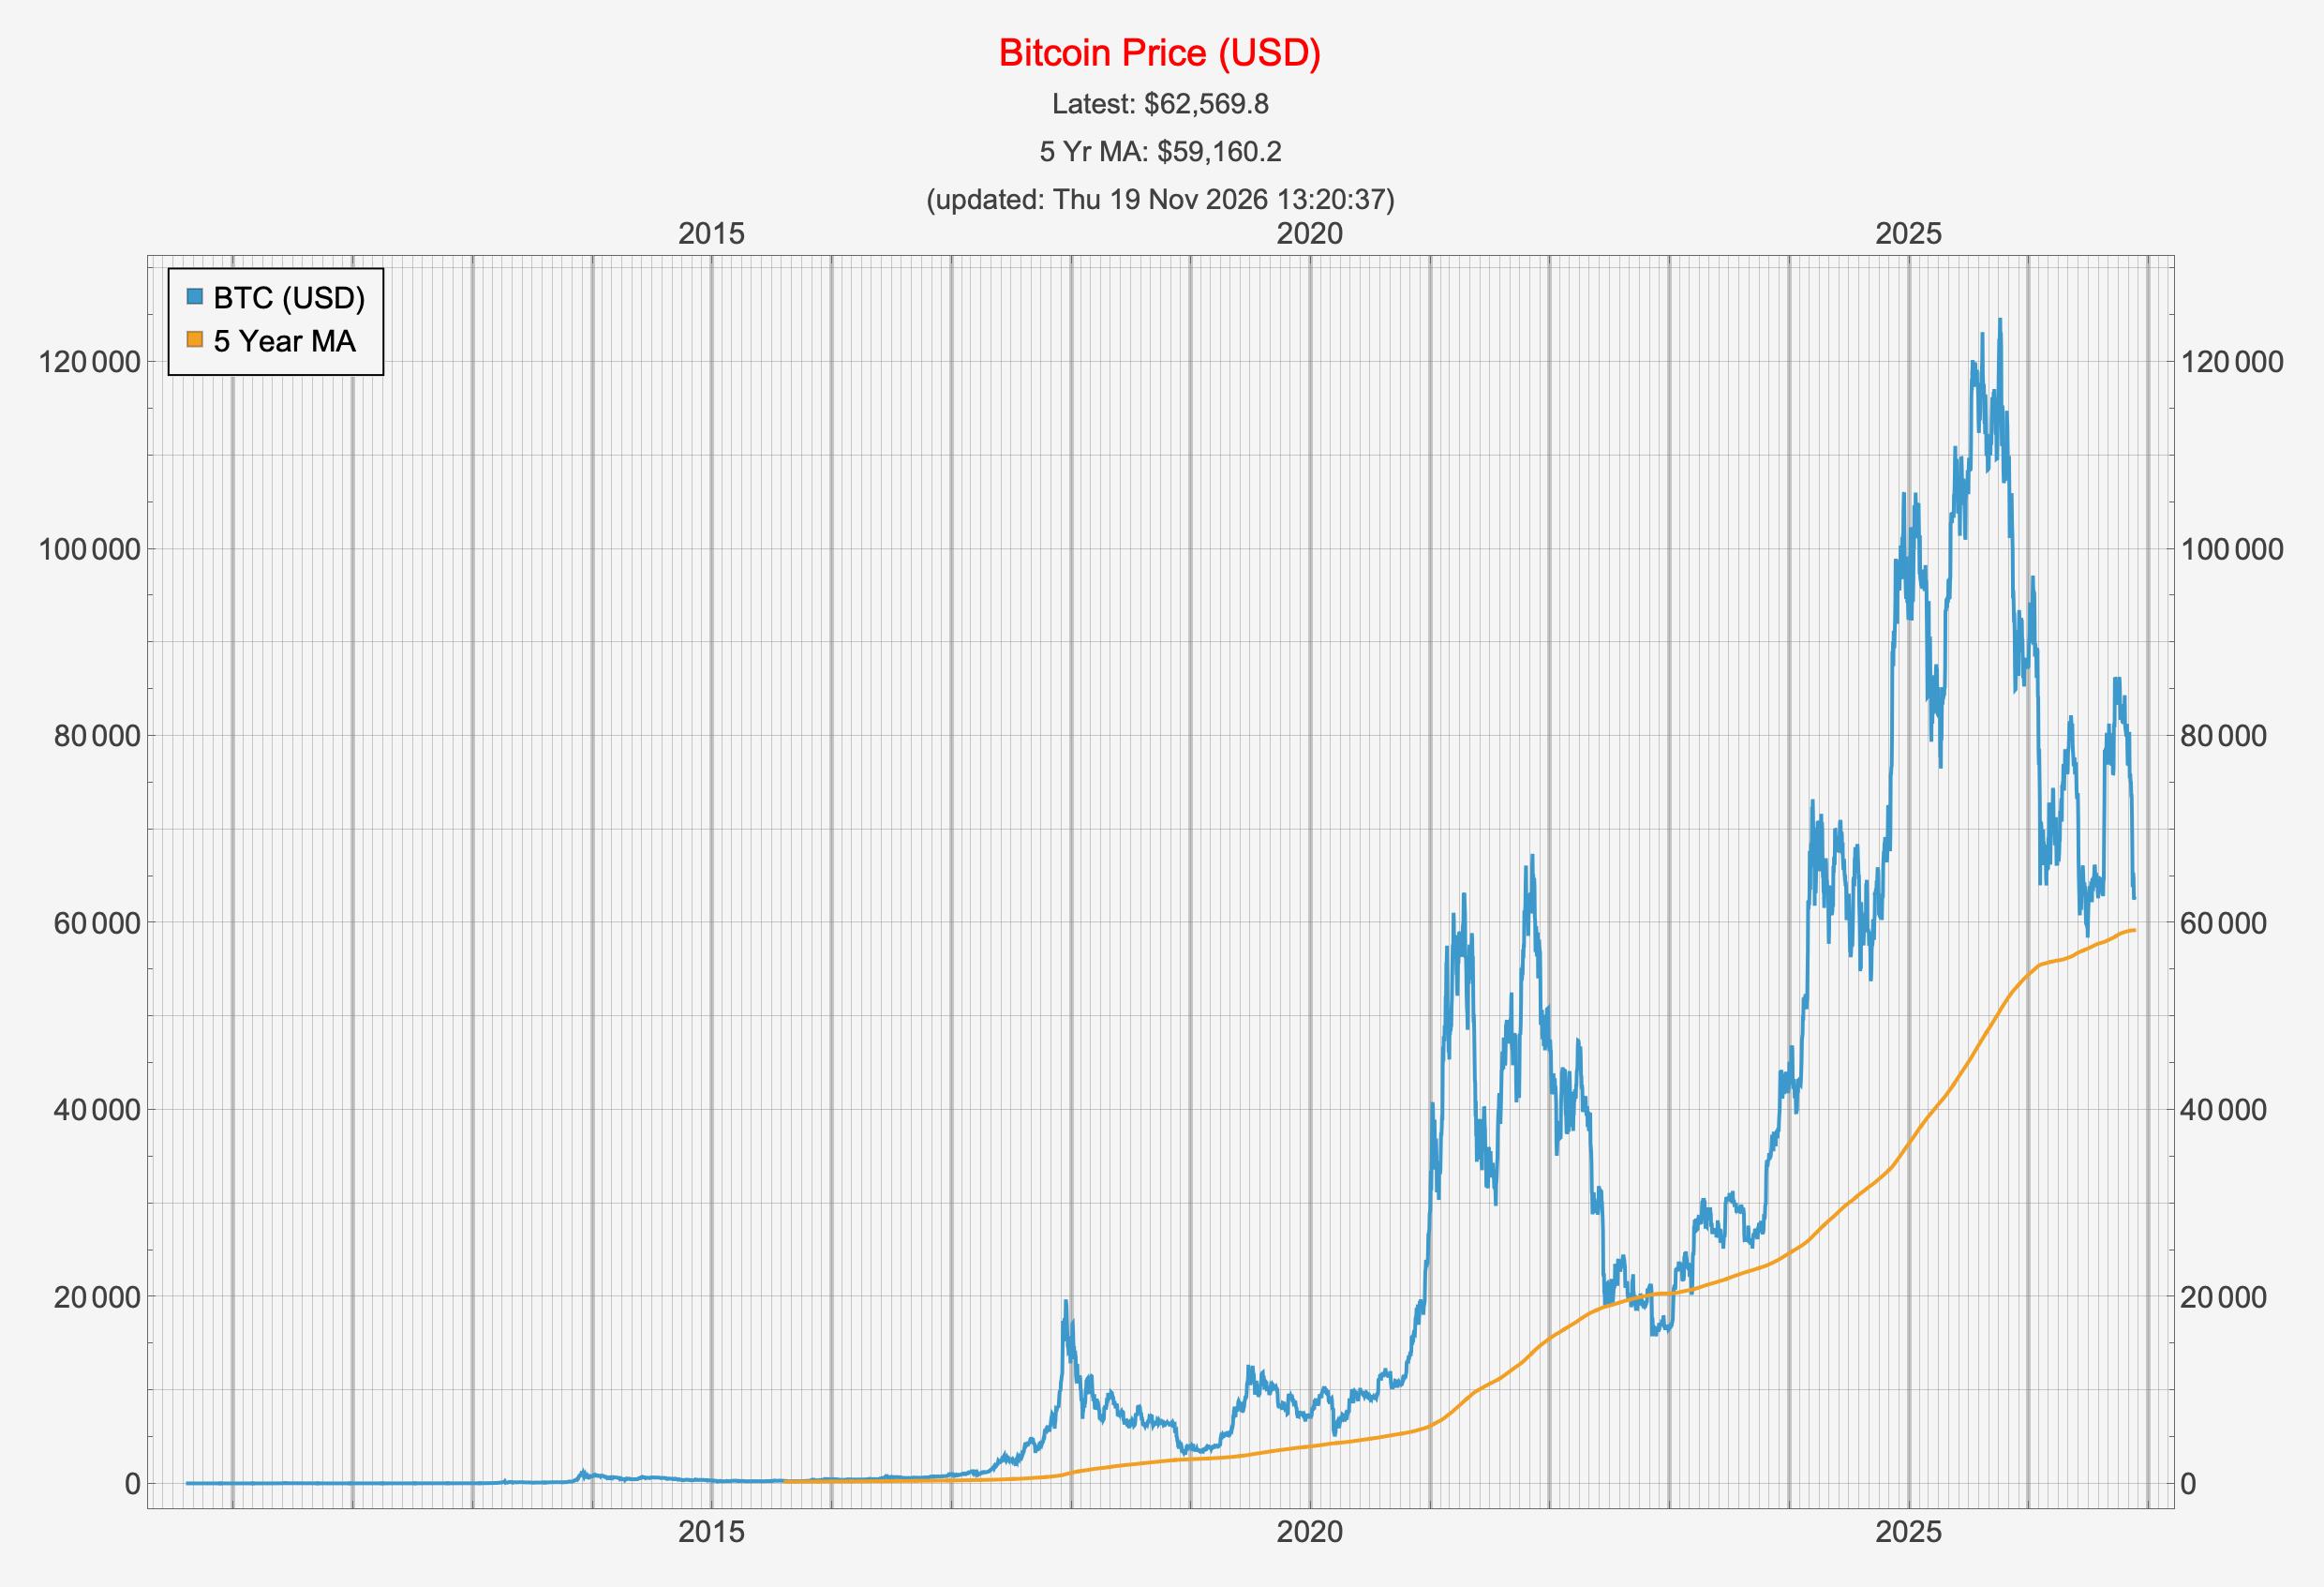 Bitcoin Price (USD)
Latest: $62,569.8
5 Yr MA: $59,160.2
(updated: Thu 19 Nov 2026 13:20:37)
2015 2020 2025
BTC (USD)
5 Year MA
120 000 120 000
100 000 100 000
80 000 80 000
60 000 60 000
40 000 40 000
20 000 20 000
0 0
2015 2020 2025